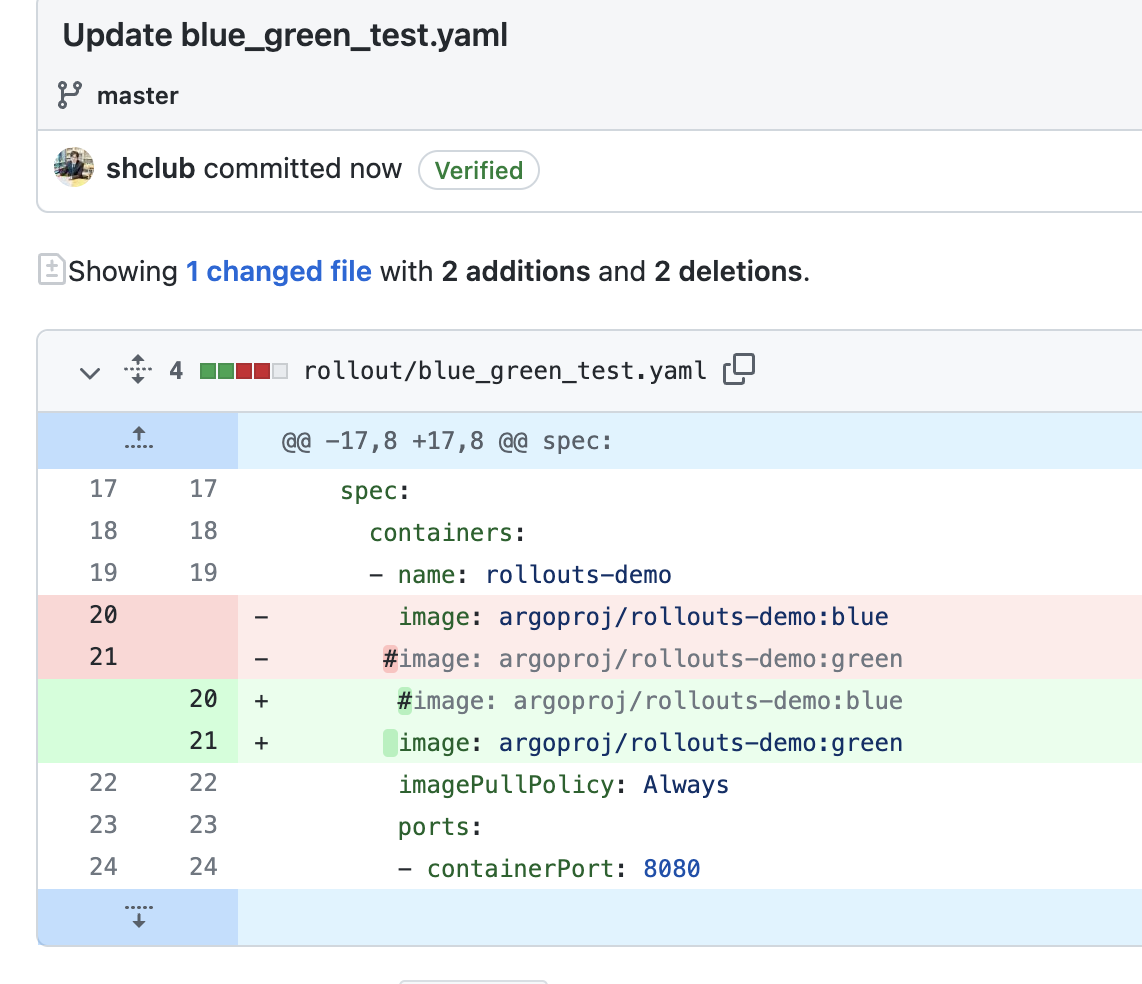 Update blue_green_test.yaml
master
shclub committed now Verified
Showing 1 changed file with 2 additions and 2 deletions.
4 rollout/blue_green_test.yaml
@@ -17,8 +17,8 @@ spec:
17 17 spec:
18 18 containers:
19 19 - name: rollouts-demo
20 - image: argoproj/rollouts-demo:blue
21 - #image: argoproj/rollouts-demo:green
20 + #image: argoproj/rollouts-demo:blue
21 + image: argoproj/rollouts-demo:green
22 22 imagePullPolicy: Always
23 23 ports:
24 24 - containerPort: 8080